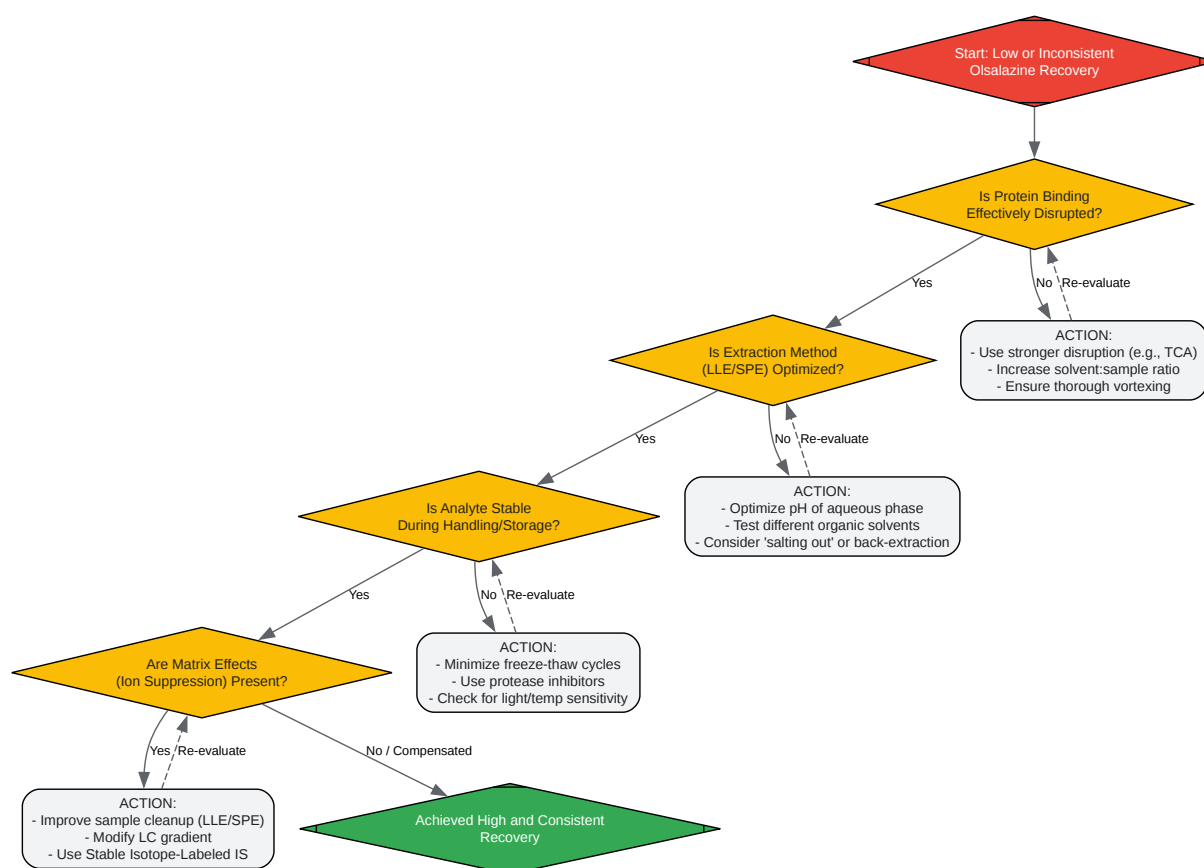 Start: Low or Inconsistent
Olsalazine Recovery
Is Protein Binding
Effectively Disrupted?
Yes
No
Re-evaluate
ACTION:
- Use stronger disruption (e.g., TCA)
- Increase solvent:sample ratio
- Ensure thorough vortexing
Is Extraction Method
(LLE/SPE) Optimized?
Yes
No
Re-evaluate
ACTION:
- Optimize pH of aqueous phase
- Test different organic solvents
- Consider 'salting out' or back-extraction
Is Analyte Stable
During Handling/Storage?
Yes
No
Re-evaluate
ACTION:
- Minimize freeze-thaw cycles
- Use protease inhibitors
- Check for light/temp sensitivity
Are Matrix Effects
(Ion Suppression) Present?
Yes
Re-evaluate
No / Compensated
ACTION:
- Improve sample cleanup (LLE/SPE)
- Modify LC gradient
- Use Stable Isotope-Labeled IS
Achieved High and Consistent
Recovery